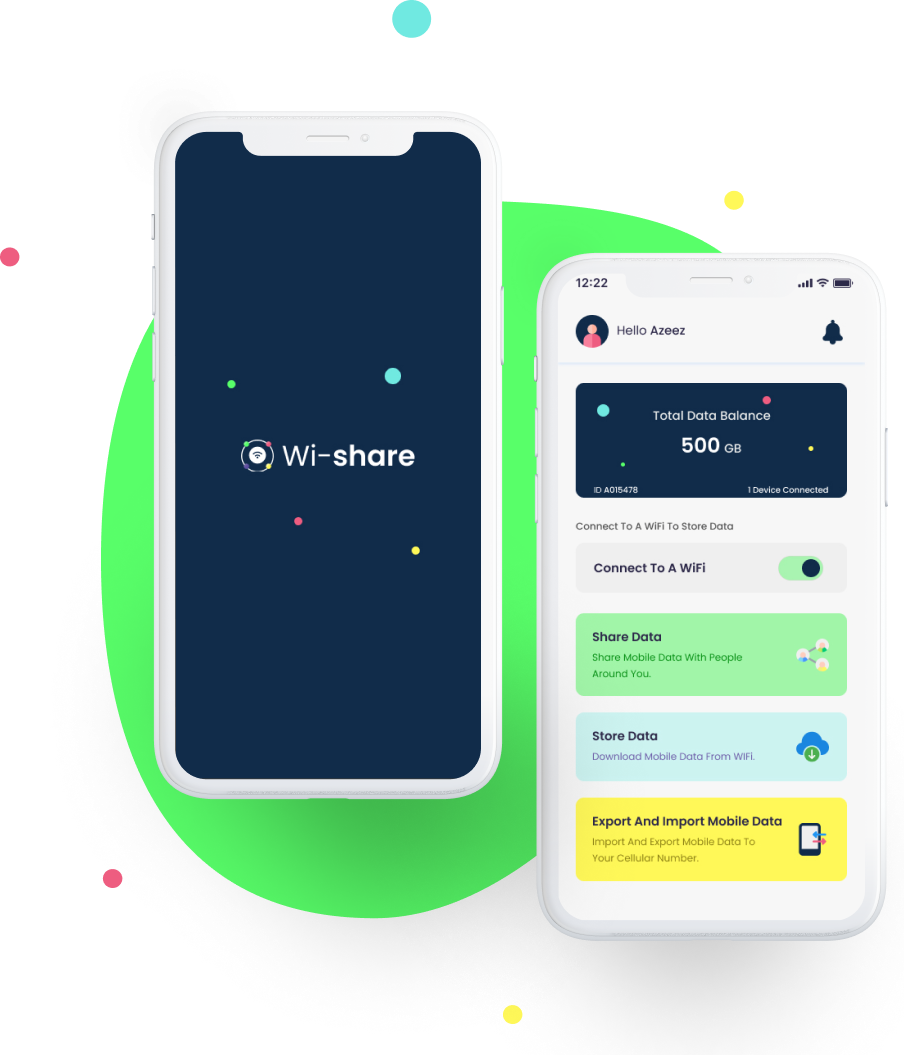 Wi-share
12:22
Hello Azeez
Total Data Balance
500 GB
ID A015478
1 Device Connected
Connect To A WiFi To Store Data
Connect To A WiFi
Share Data
Share Mobile Data With People
Around You.
Store Data
Download Mobile Data From WiFi.
Export And Import Mobile Data
Import And Export Mobile Data To
Your Cellular Number.